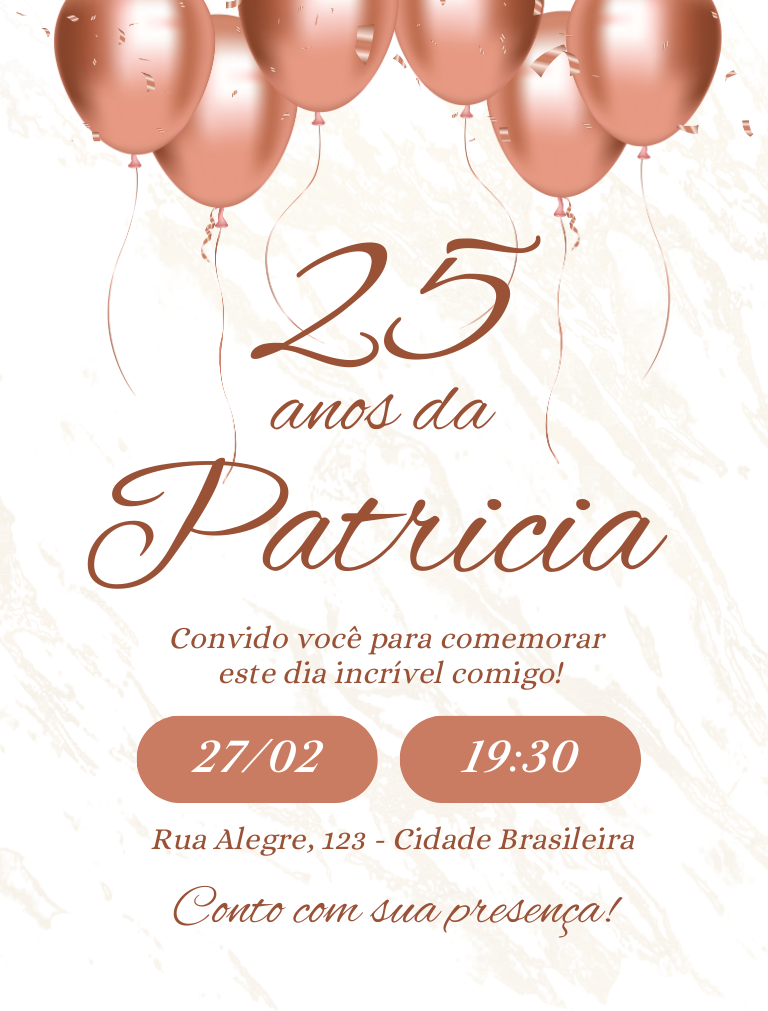 25
anos da
Patricia
Convido você para comemorar
este dia incrível comigo!
27/02 19:30
Rua Alegre, 123 - Cidade Brasileira
Conto com sua presença!